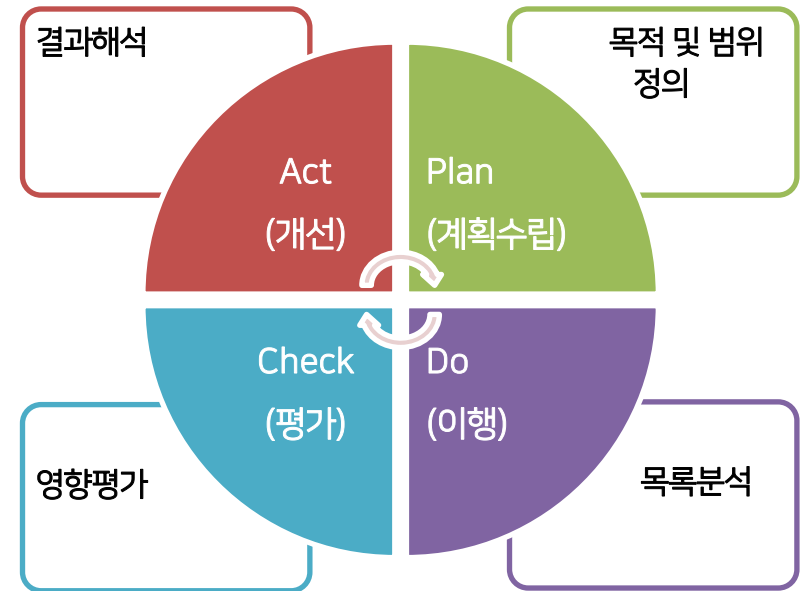 결과해석
목적 및 범위
정의
Act
(개선)
Plan
(계획수립)
Check
(평가)
Do
(이행)
영향평가
목록분석